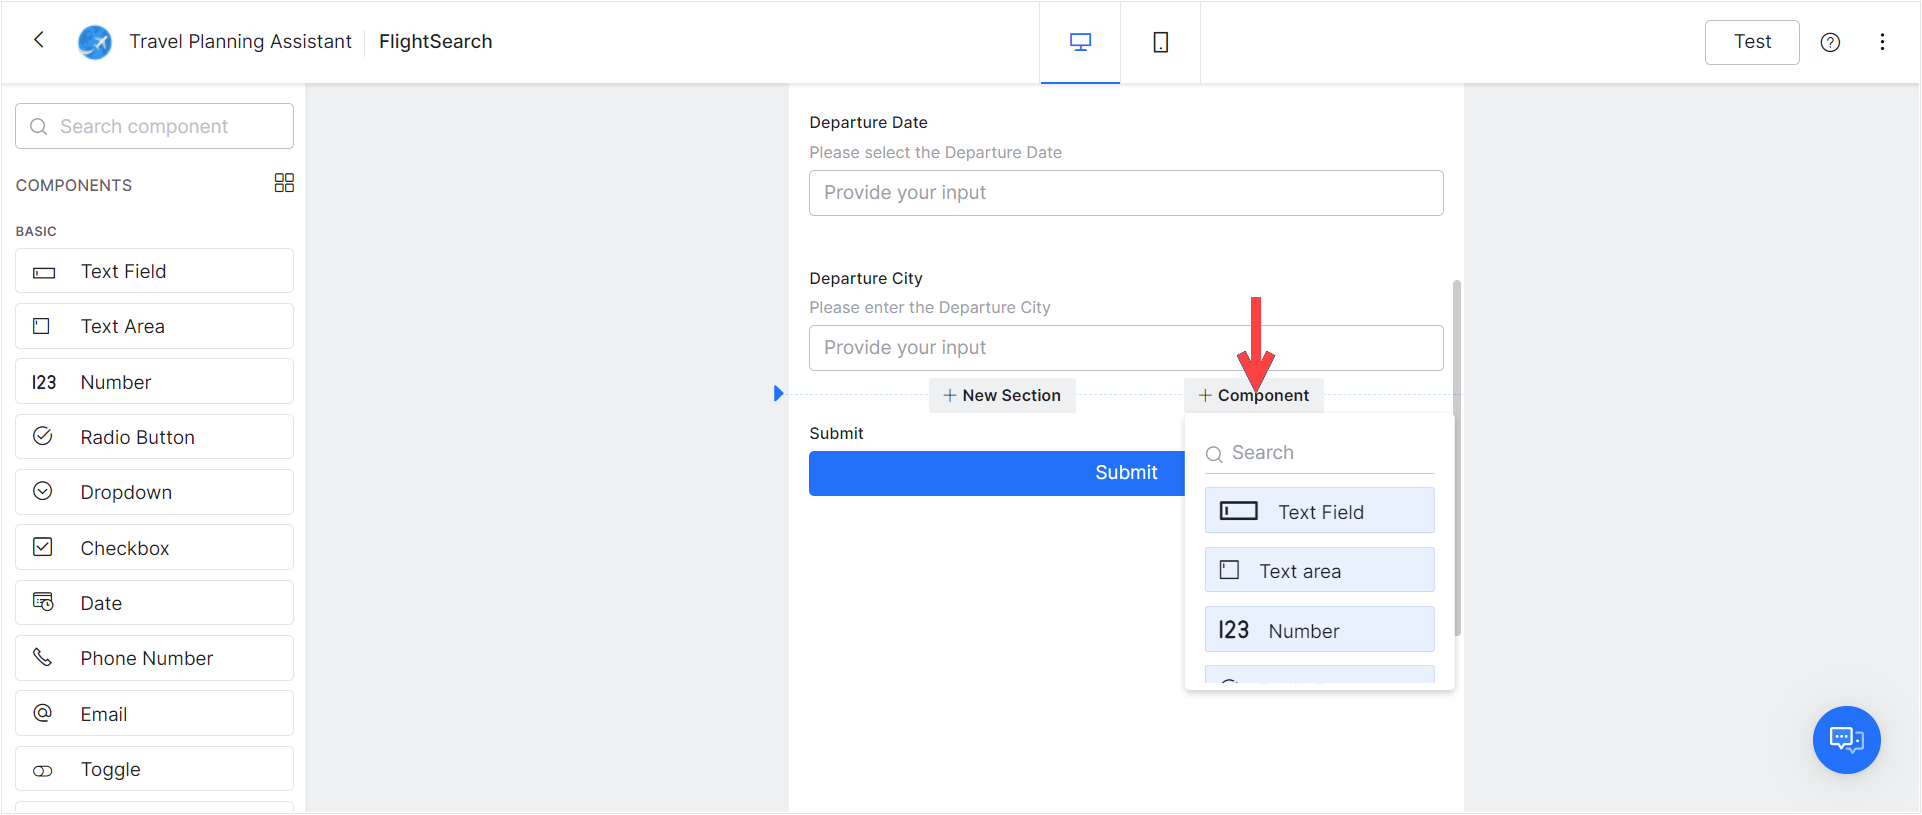 Travel Planning Assistant
FlightSearch
Test
Search component
COMPONENTS
BASIC
Text Field
Text Area
123 Number
Radio Button
Dropdown
Checkbox
Date
Phone Number
@ Email
Toggle
Departure Date
Please select the Departure Date
Provide your input
Departure City
Please enter the Departure City
Provide your input
+ New Section
+ Component
Submit
Submit
Search
Text Field
Text area
123 Number